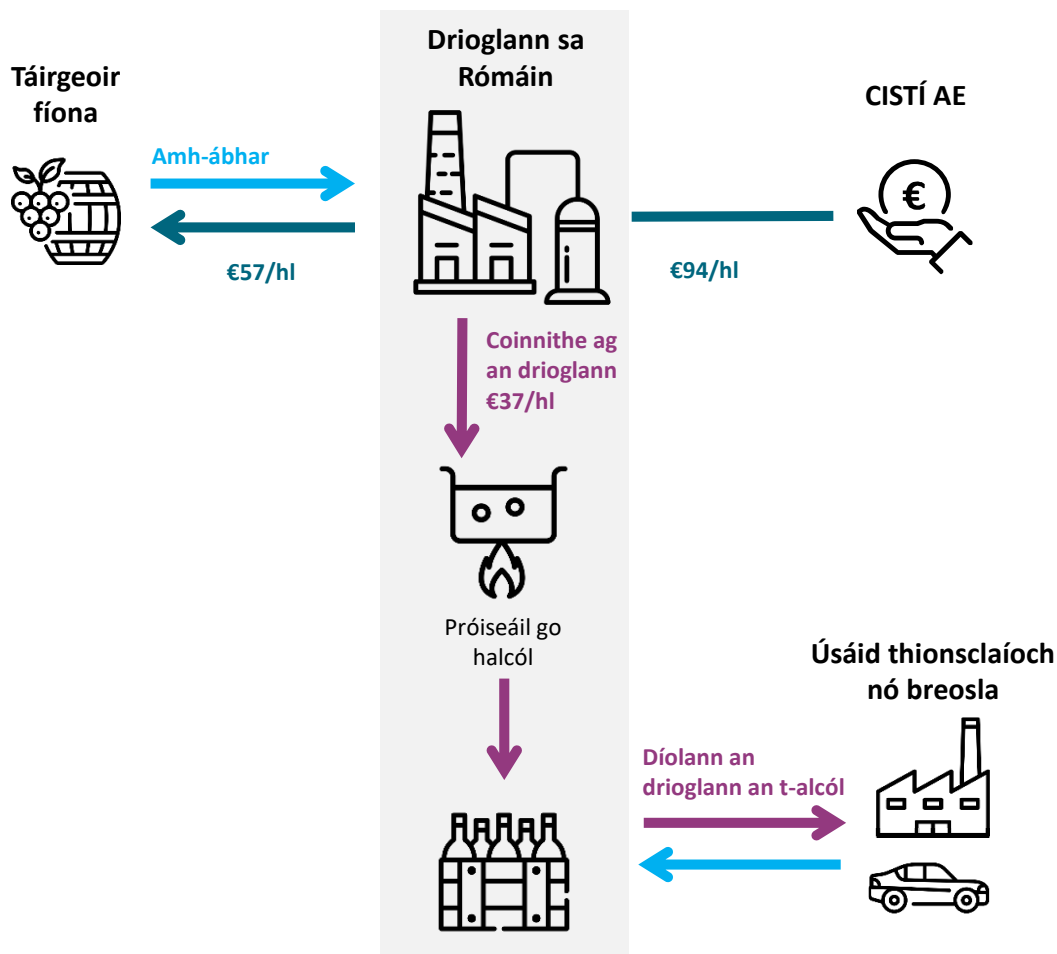 Drioglann sa
Rómáin
Táirgeoir
fíona
CISTÍ AE
Amh-ábhar
€
€57/hl
€94/hl
Coinnithe ag
an drioglann
€37/hl
Próiseáil go
halcól
Úsáid thionsclaíoch
nó breosla
Díolann an
drioglann an t-alcól